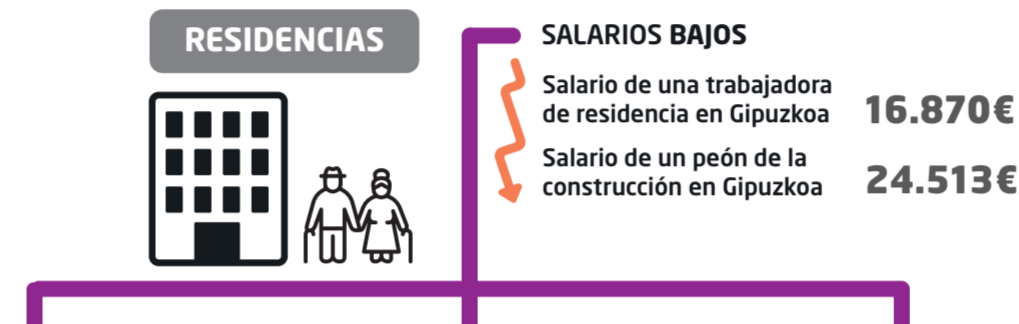 RESIDENCIAS
SALARIOS BAJOS
Salario de una trabajadora
de residencia en Gipuzkoa
16.870€
Salario de un peón de la
construcción en Gipuzkoa
24.513€